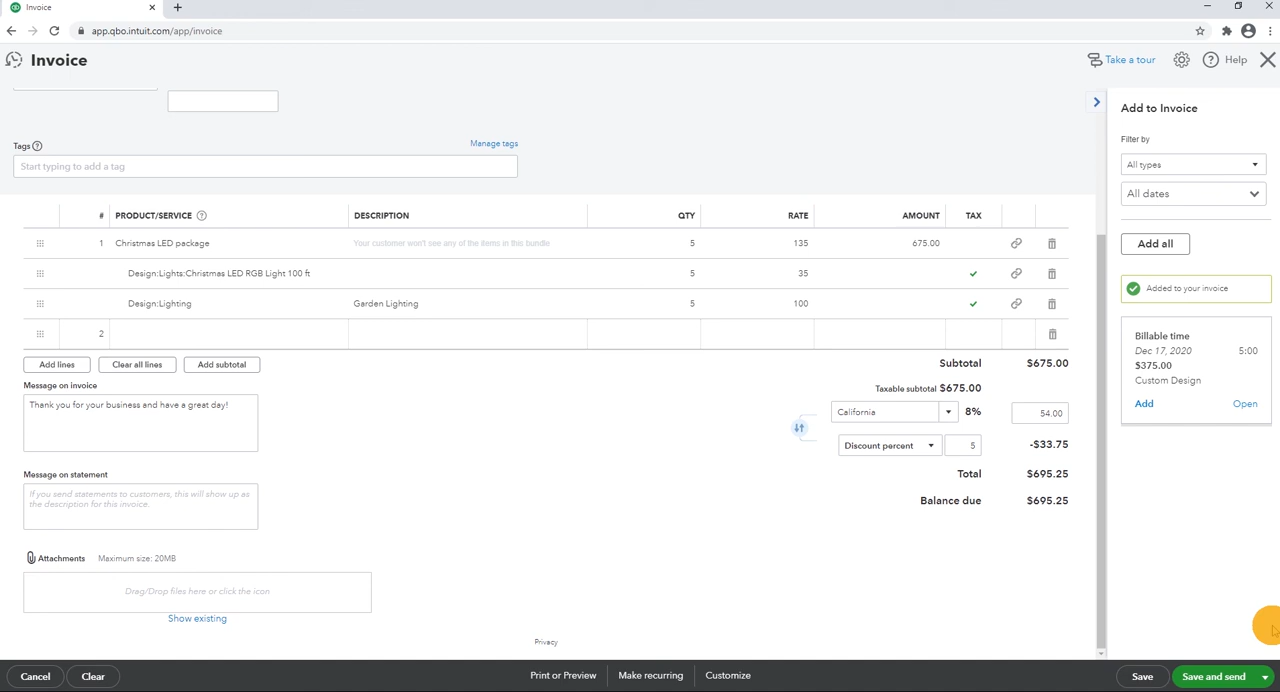 Invoice
app.qbo.intuit.com/app/invoice
Invoice
Take a tour
Help
Add to Invoice
Filter by
All types
All dates
Tags
Manage tags
Start typing to add a tag
# PRODUCT/SERVICE DESCRIPTION QTY RATE AMOUNT TAX
1 Christmas LED package Your customer won't see any of the items in this bundle 5 135 675.00
Design:Lights:Christmas LED RGB Light 100 ft 5 35
Design:Lighting Garden Lighting 5 100
2
Add lines Clear all lines Add subtotal
Subtotal $675.00
Message on invoice
Thank you for your business and have a great day!
Taxable subtotal $675.00
California 8% 54.00
Discount percent 5 -$33.75
Total $695.25
Balance due $695.25
Message on statement
If you send statements to customers, this will show up as
the description for this invoice.
Attachments Maximum size: 20MB
Drag/Drop files here or click the icon
Show existing
Privacy
Add all
Added to your invoice
Billable time
Dec 17, 2020 5:00
$375.00
Custom Design
Add Open
Cancel Clear Print or Preview Make recurring Customize Save Save and send